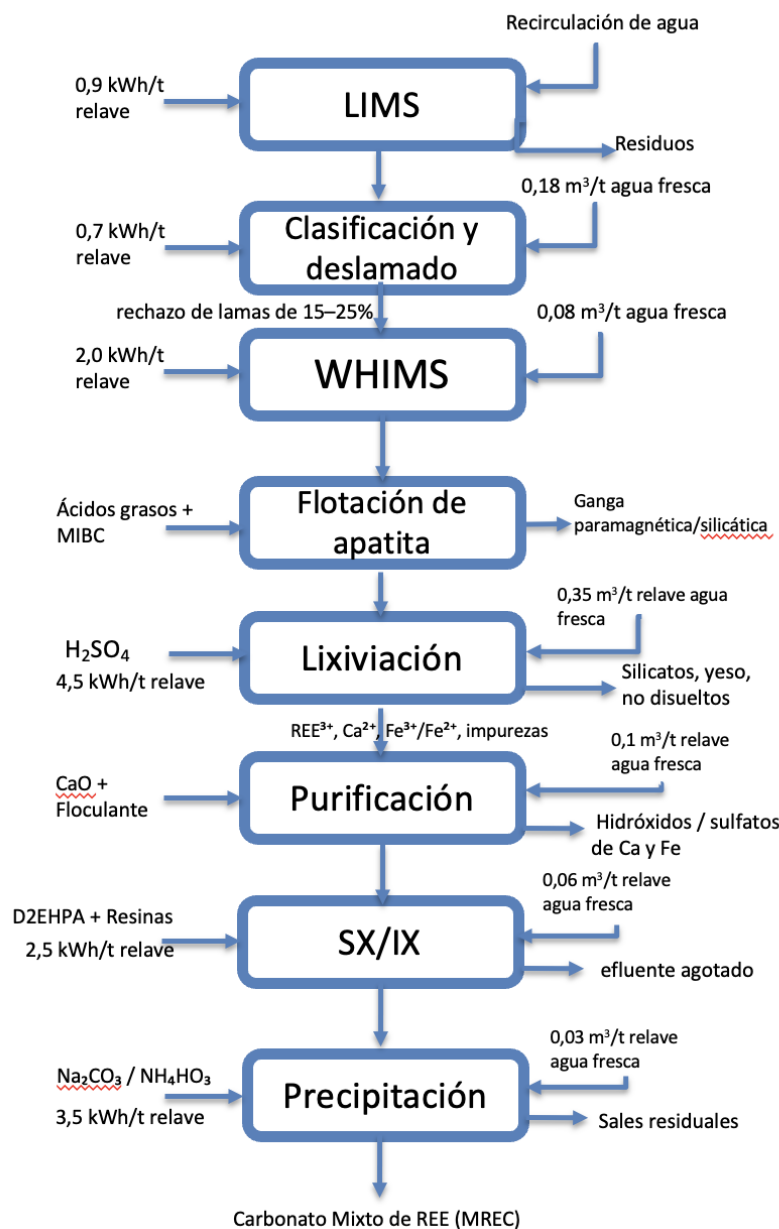 Recirculación de agua
0,9 kWh/t
relave
LIMS
Residuos
0,18 m³/t agua fresca
0,7 kWh/t
relave
Clasificación y
deslamado
rechazo de lamas de 15–25%
0,08 m³/t agua fresca
2,0 kWh/t
relave
WHIMS
Ácidos grasos +
MIBC
Flotación de
apatita
Ganga
paramagnética/silicática
0,35 m³/t relave agua
fresca
H₂SO₄
4,5 kWh/t relave
Lixiviación
Silicatos, yeso,
no disueltos
REE³⁺, Ca²⁺, Fe³⁺/Fe²⁺, impurezas
0,1 m³/t relave
agua fresca
CaO +
Floculante
Purificación
Hidróxidos / sulfatos
de Ca y Fe
0,06 m³/t relave
agua fresca
D2EHPA + Resinas
2,5 kWh/t relave
SX/IX
efluente agotado
0,03 m³/t relave
agua fresca
Na₂CO₃ / NH₄HO₃
3,5 kWh/t relave
Precipitación
Sales residuales
Carbonato Mixto de REE (MREC)